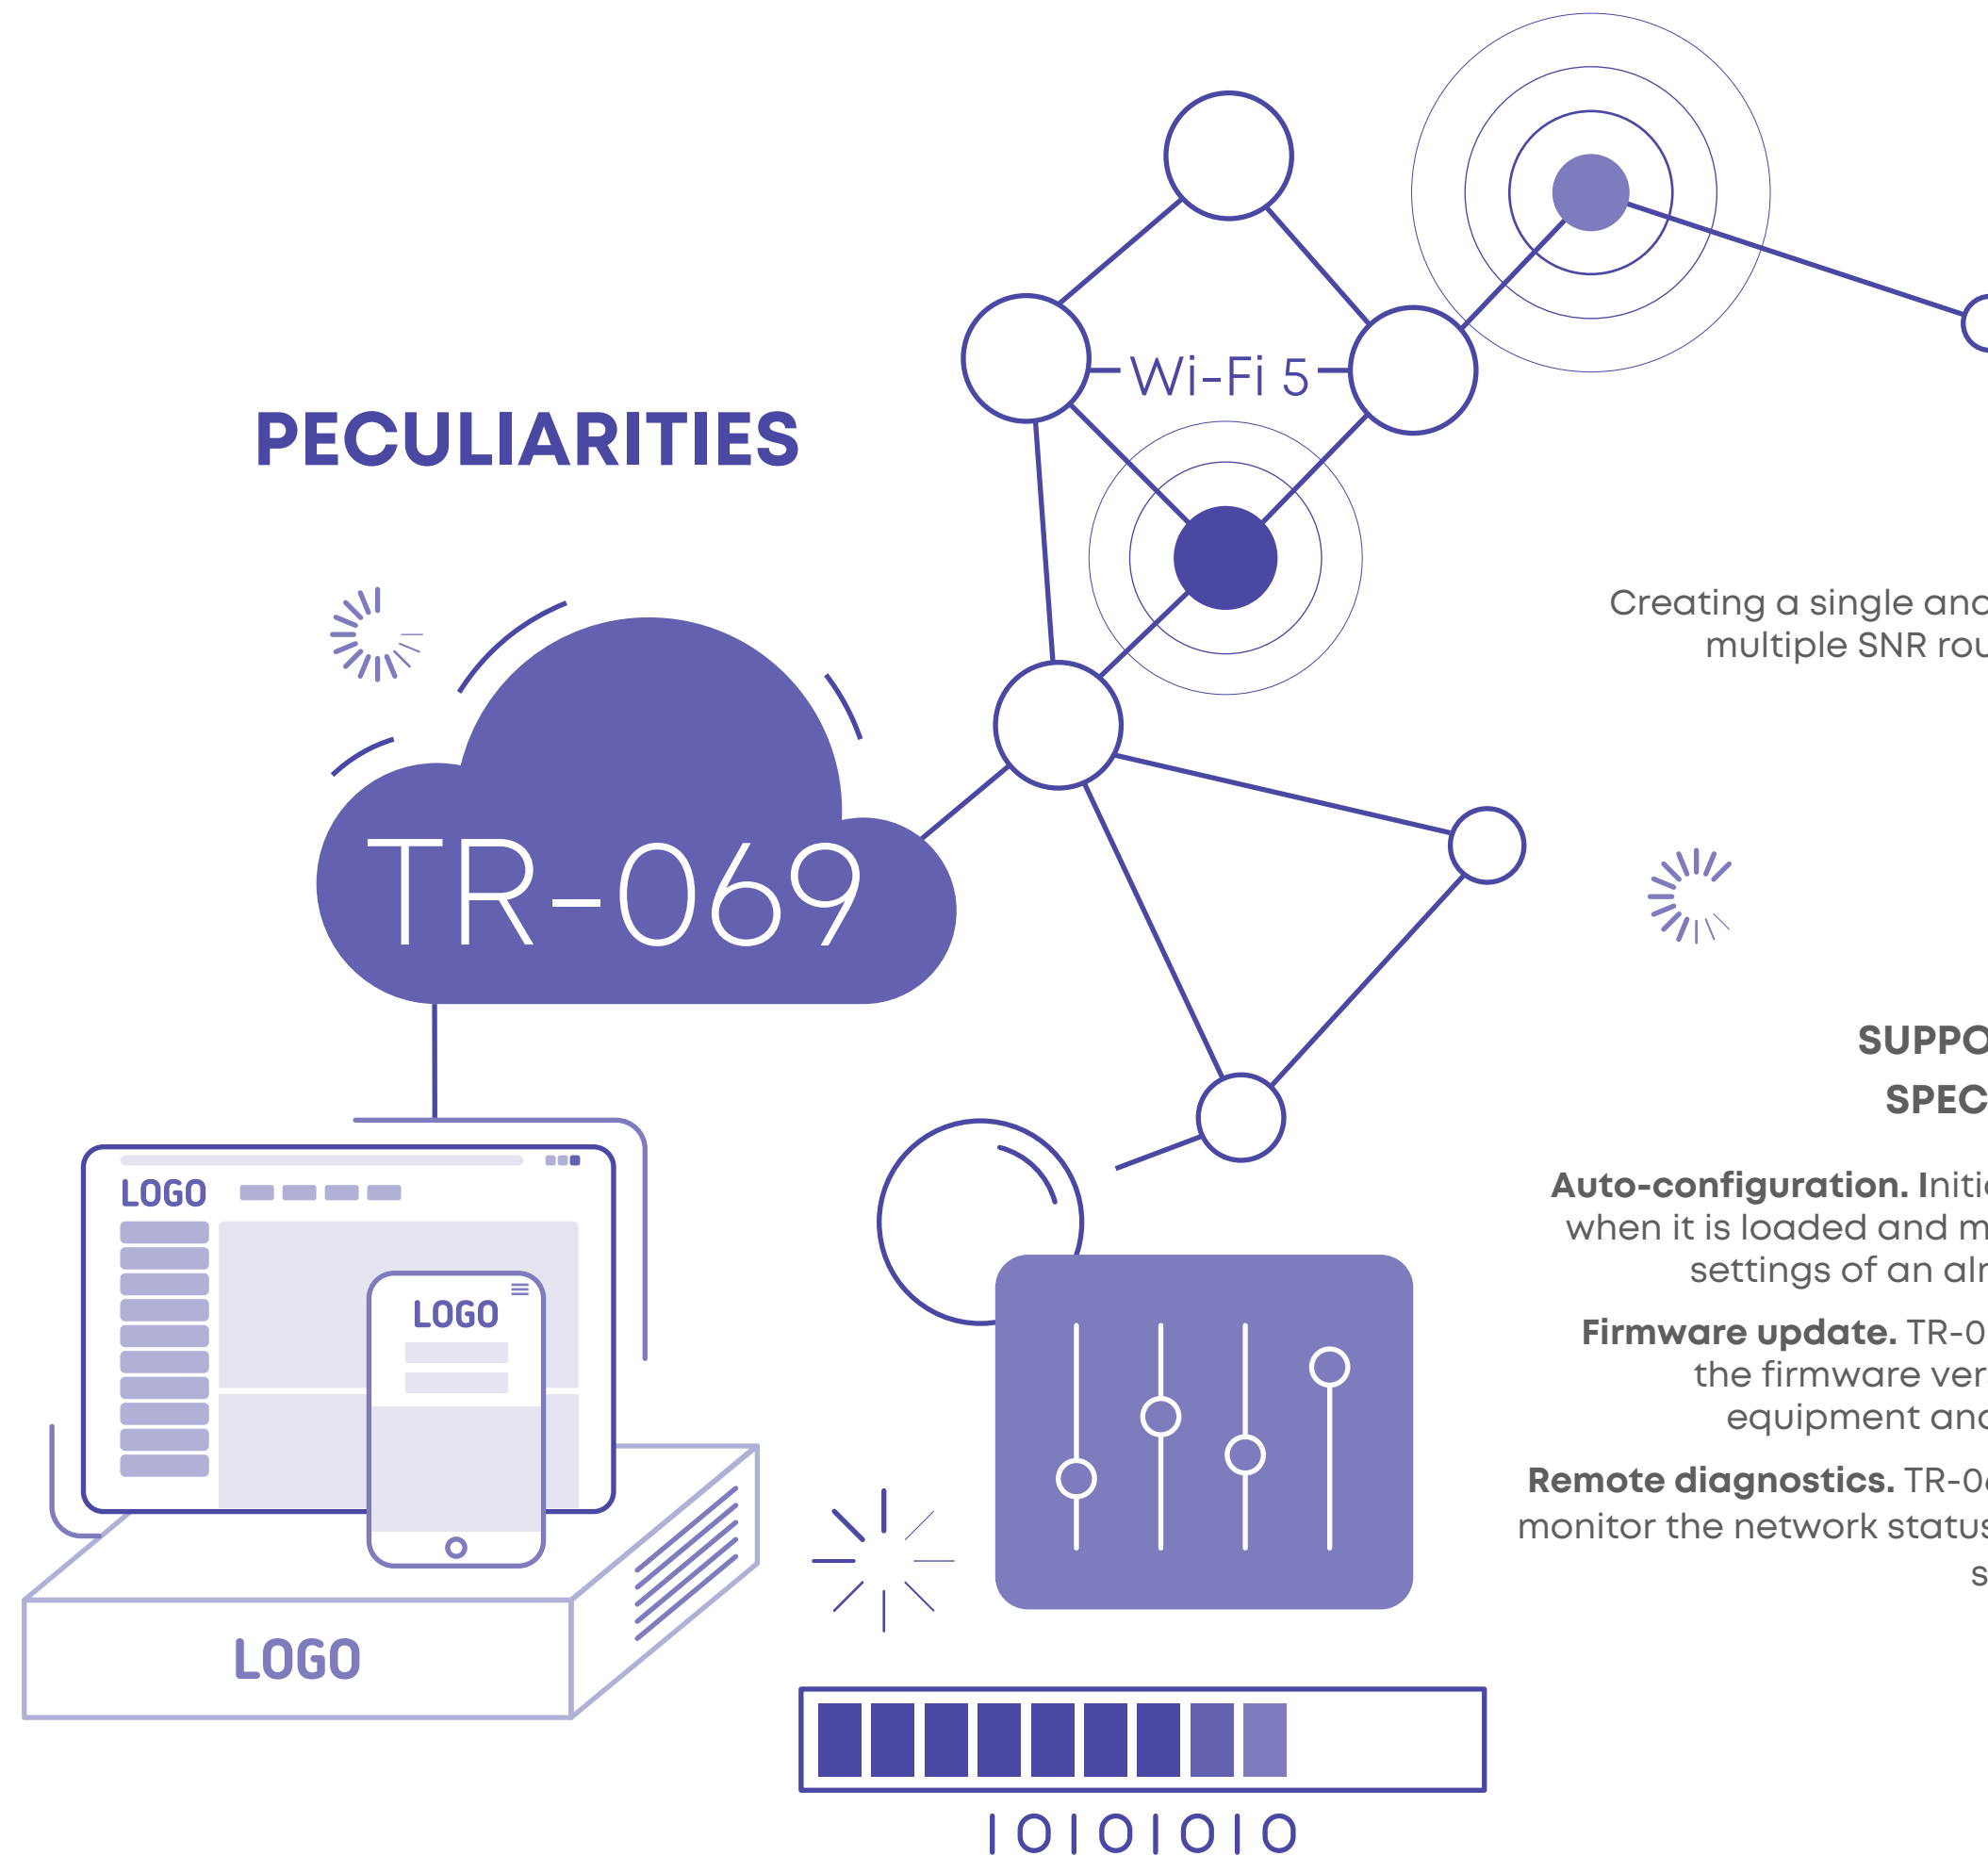 Wi-Fi 5
PECULIARITIES
Creating a single and
multiple SNR rou
TR-069
SUPPO
SPEC
Auto-configuration. Initi
when it is loaded and m
settings of an alr
Firmware update. TR-0
the firmware ver
equipment and
Remote diagnostics. TR-06
monitor the network status
s
LOGO
LOGO
LOGO
IOIOIOIO